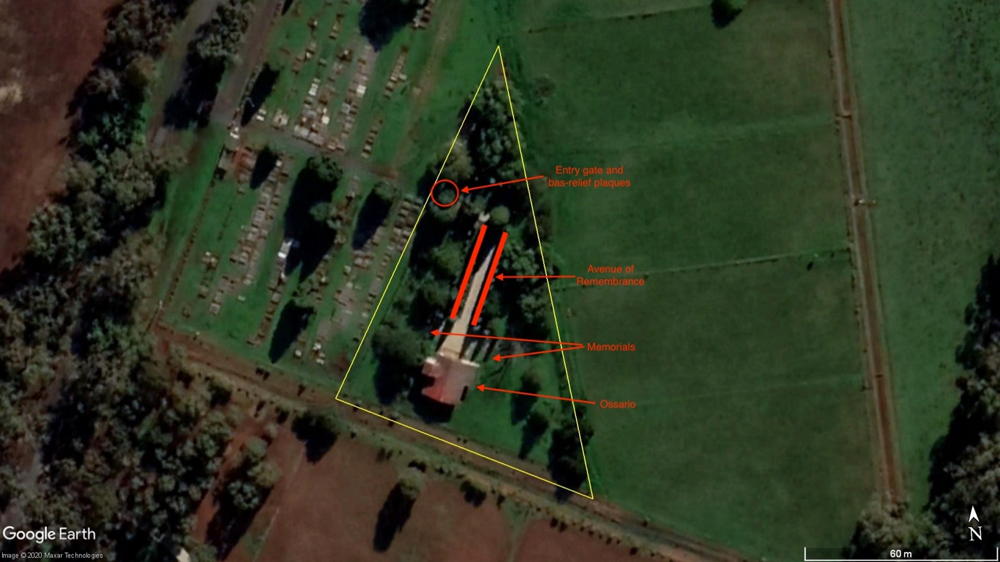 Entry gate and
bas-relief plaques
Avenue of
Remembrance
Memorials
Ossario
Google Earth
Image © 2020 Maxar Technologies
N
60 m